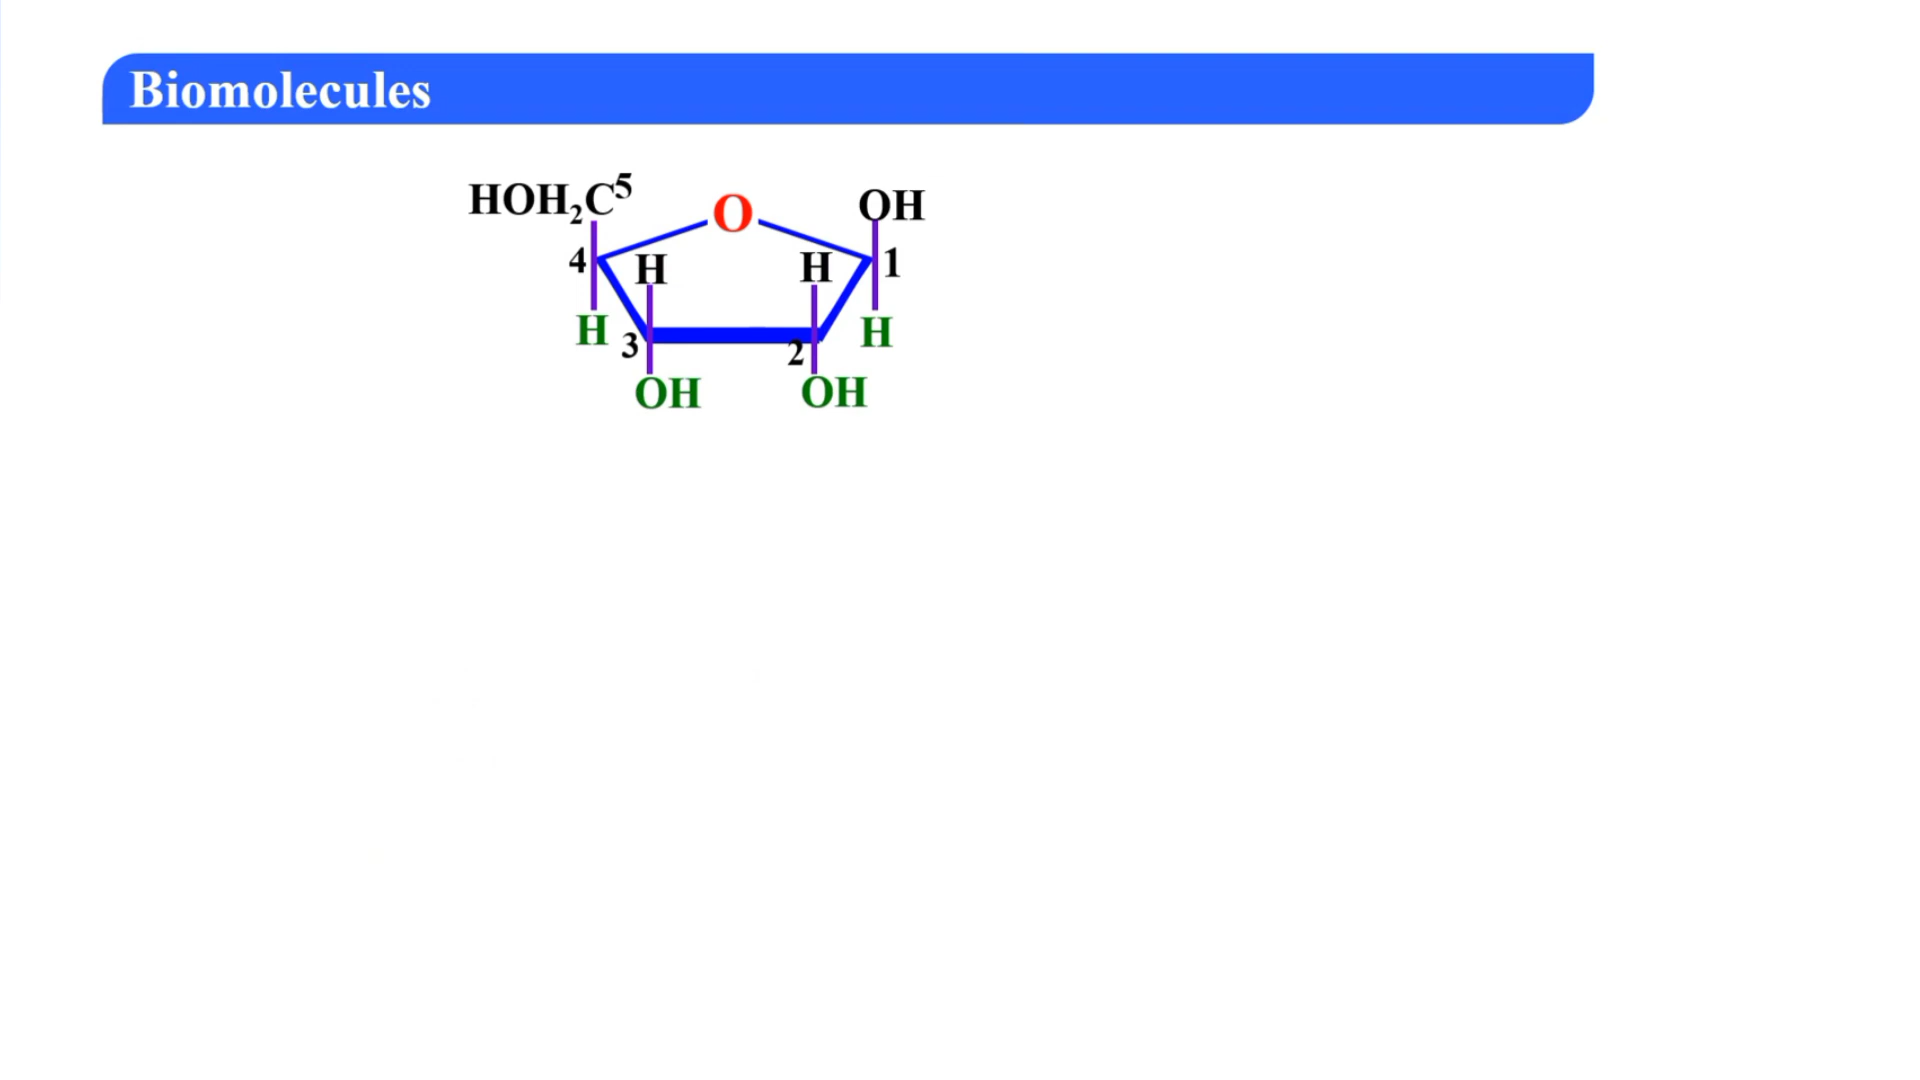 Biomolecules
HOH₂C⁵ O OH
4 H H 1
H 3 2 H
OH OH